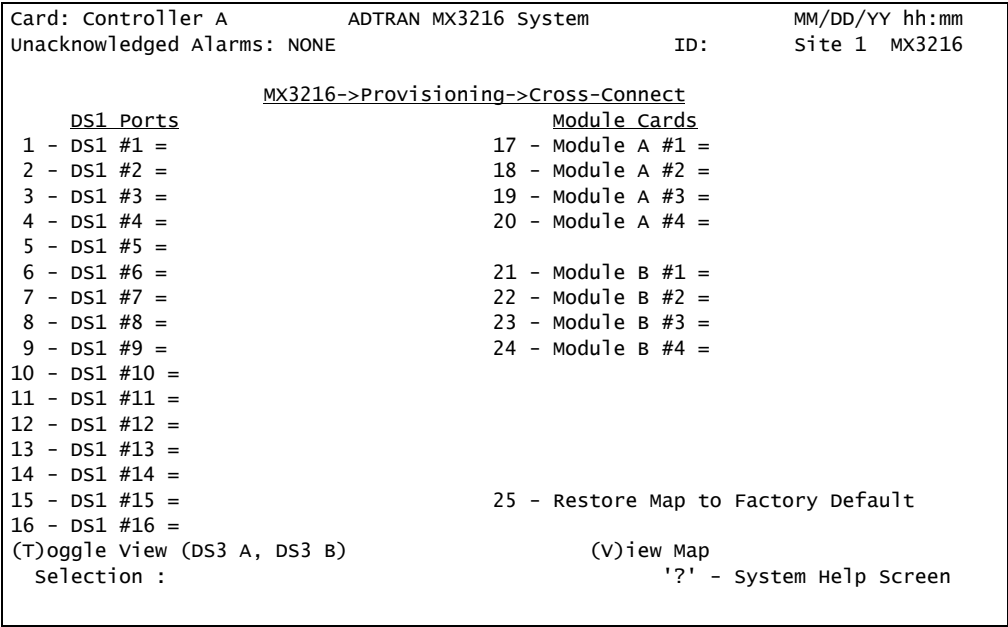 Card: Controller A ADTRAN MX3216 System MM/DD/YY hh:mm
Unacknowledged Alarms: NONE ID: Site 1 MX3216
MX3216->Provisioning->Cross-Connect
DS1 Ports Module Cards
1 - DS1 #1 = 17 - Module A #1 =
2 - DS1 #2 = 18 - Module A #2 =
3 - DS1 #3 = 19 - Module A #3 =
4 - DS1 #4 = 20 - Module A #4 =
5 - DS1 #5 =
6 - DS1 #6 = 21 - Module B #1 =
7 - DS1 #7 = 22 - Module B #2 =
8 - DS1 #8 = 23 - Module B #3 =
9 - DS1 #9 = 24 - Module B #4 =
10 - DS1 #10 =
11 - DS1 #11 =
12 - DS1 #12 =
13 - DS1 #13 =
14 - DS1 #14 =
15 - DS1 #15 = 25 - Restore Map to Factory Default
16 - DS1 #16 =
(T)oggle View (DS3 A, DS3 B) (V)iew Map
Selection : '?' - System Help Screen